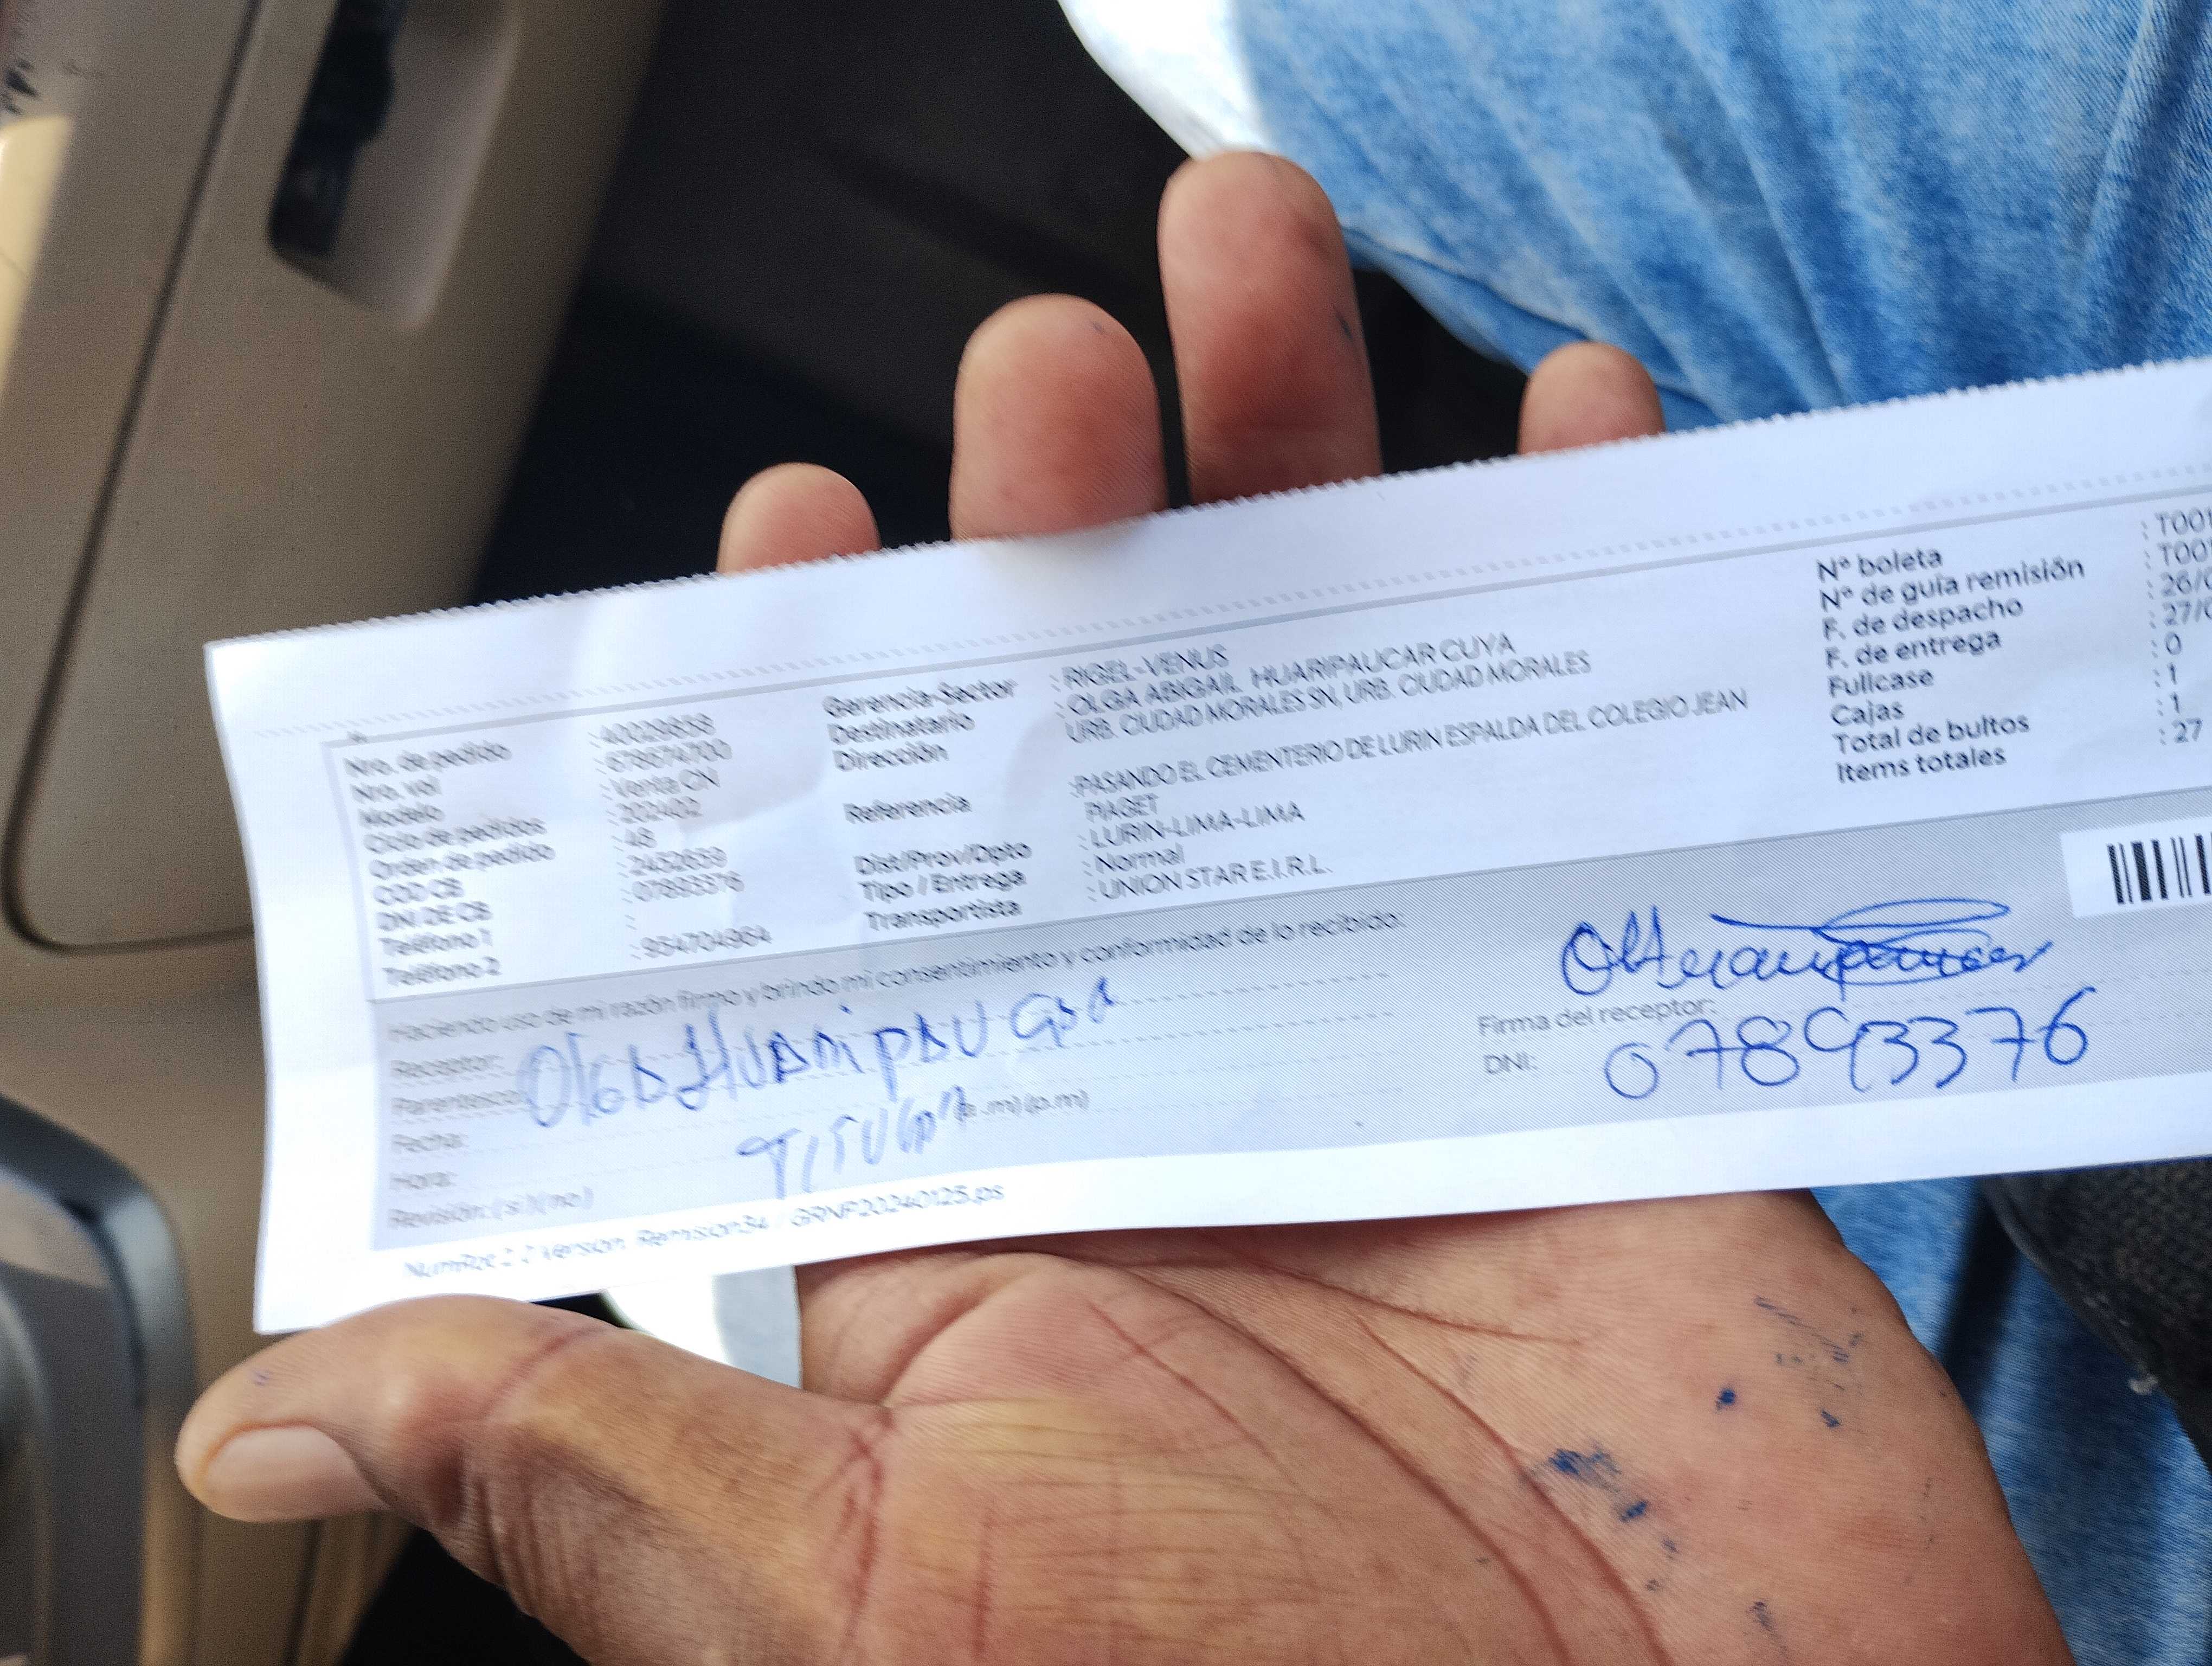 Nro. de pedido : 40029858
Nro. vol : 678674700
Modelo : Venta CN
Ciclo de pedidos : 202402
Orden de pedido : 48
COD CB : 2432639
DNI DE CB : 07893376
Teléfono 1 :
Teléfono 2 : 954704964
Gerencia-Sector : RIGEL-VENUS
Destinatario : OLGA ABIGAIL HUARIPAUCAR CUYA
Dirección URB. CIUDAD MORALES SN, URB. CIUDAD MORALES
Referencia :PASANDO EL CEMENTERIO DE LURIN ESPALDA DEL COLEGIO JEAN
PIAGET
Dist/Prov/Dpto : LURIN-LIMA-LIMA
Tipo / Entrega : Normal
Transportista : UNION STAR E.I.R.L.
Nº boleta : T001
Nº de guía remisión : T001
F. de despacho : 26/0
F. de entrega : 27/0
Fullcase : 0
Cajas : 1
Total de bultos : 1
Items totales : 27
Haciendo uso de mi razón firmo y brindo mi consentimiento y conformidad de lo recibido:
Receptor:
Parentesco:
Fecha:
Hora: (a.m) (p.m)
Revisión: ( si ) ( no )
Firma del receptor:
DNI: 07893376
GRNF20240125.ps